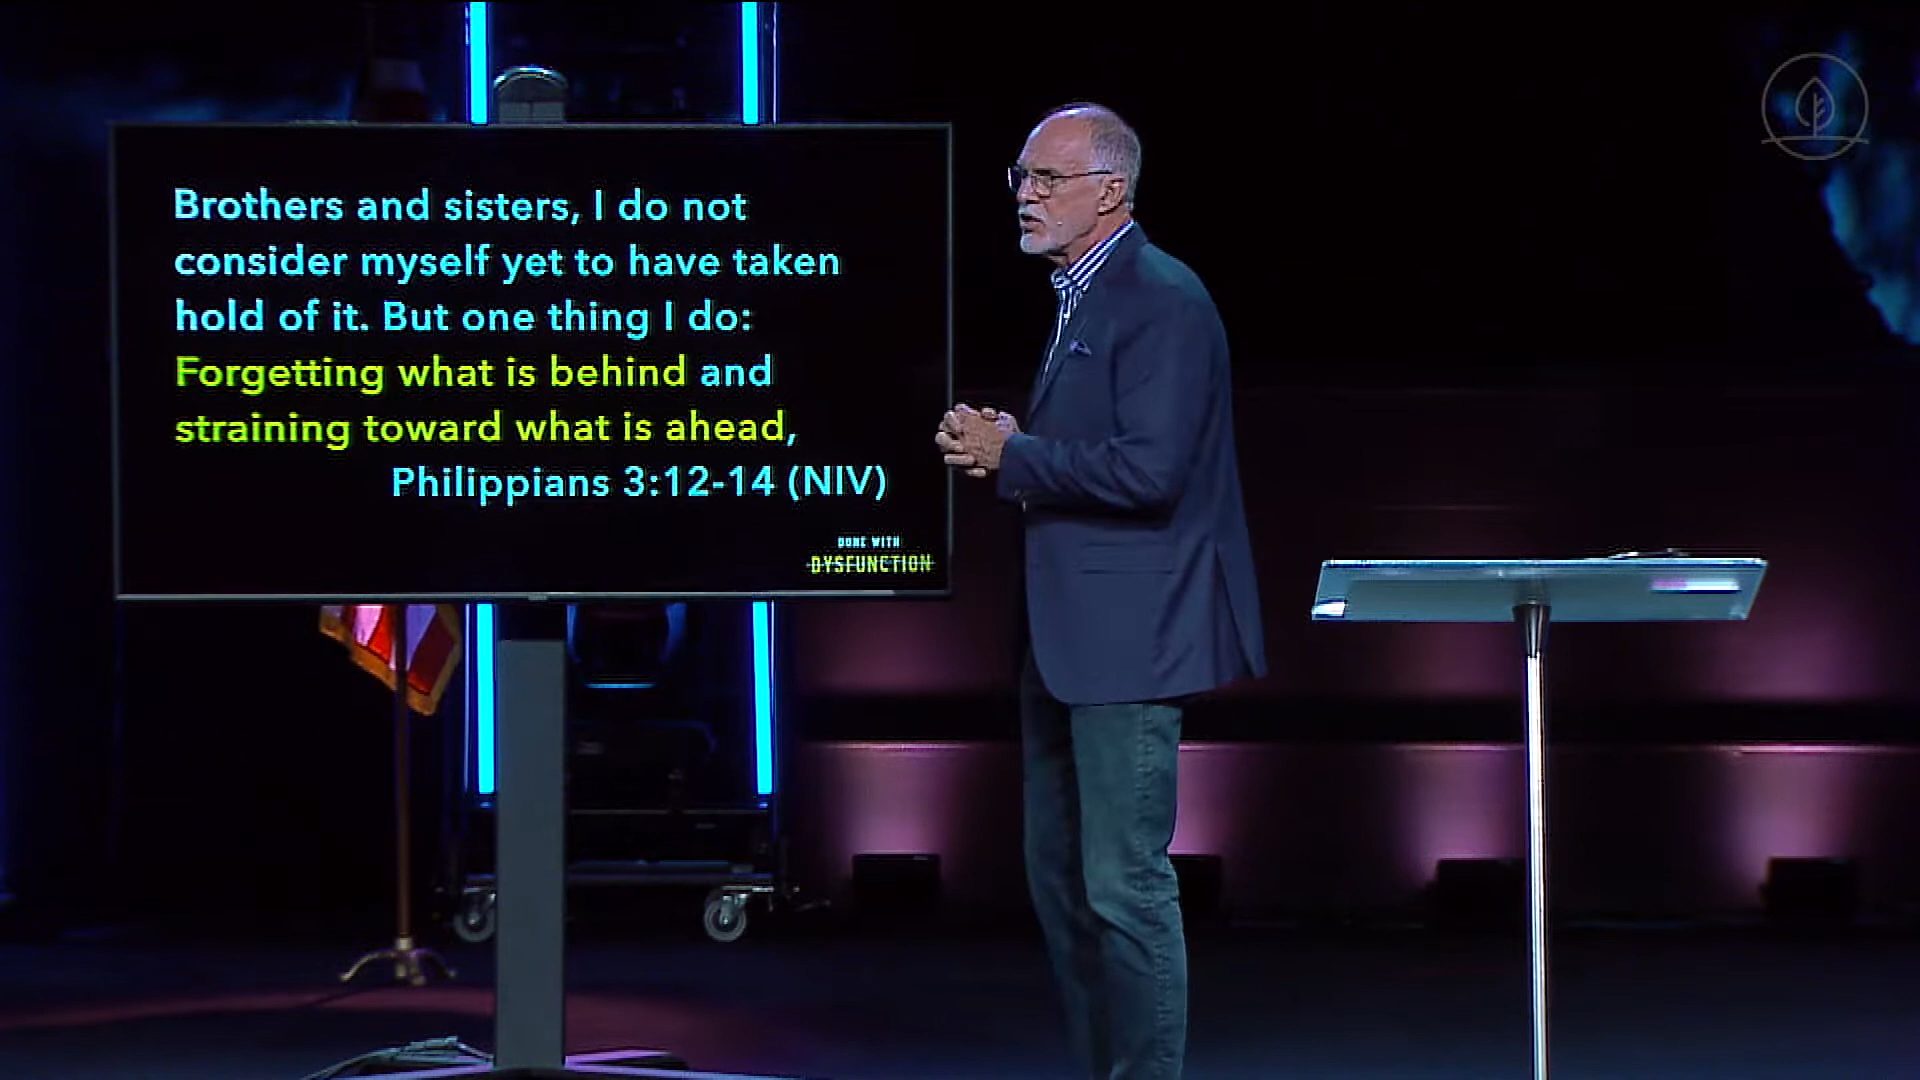 Brothers and sisters, I do not
consider myself yet to have taken
hold of it. But one thing I do:
Forgetting what is behind and
straining toward what is ahead,
Philippians 3:12-14 (NIV)
DONE WITH
DYSFUNCTION